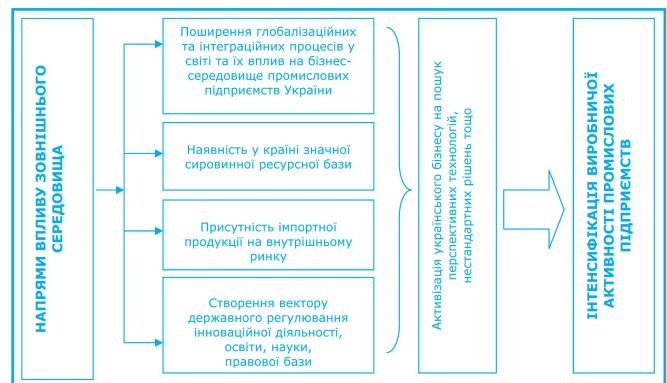 НАПРЯМИ ВПЛИВУ ЗОВНІШНЬОГО
СЕРЕДОВИЩА
Поширення глобалізаційних
та інтеграційних процесів у
світі та їх вплив на бізнес-
середовище промислових
підприємств України
Наявність у країні значної
сировинної ресурсної бази
Присутність імпортної
продукції на внутрішньому
ринку
Створення вектору
державного регулювання
інноваційної діяльності,
освіти, науки,
правової бази
Активізація українського бізнесу на пошук
перспективних технологій,
нестандартних рішень тощо
ІНТЕНСИФІКАЦІЯ ВИРОБНИЧОЇ
АКТИВНОСТІ ПРОМИСЛОВИХ
ПІДПРИЄМСТВ